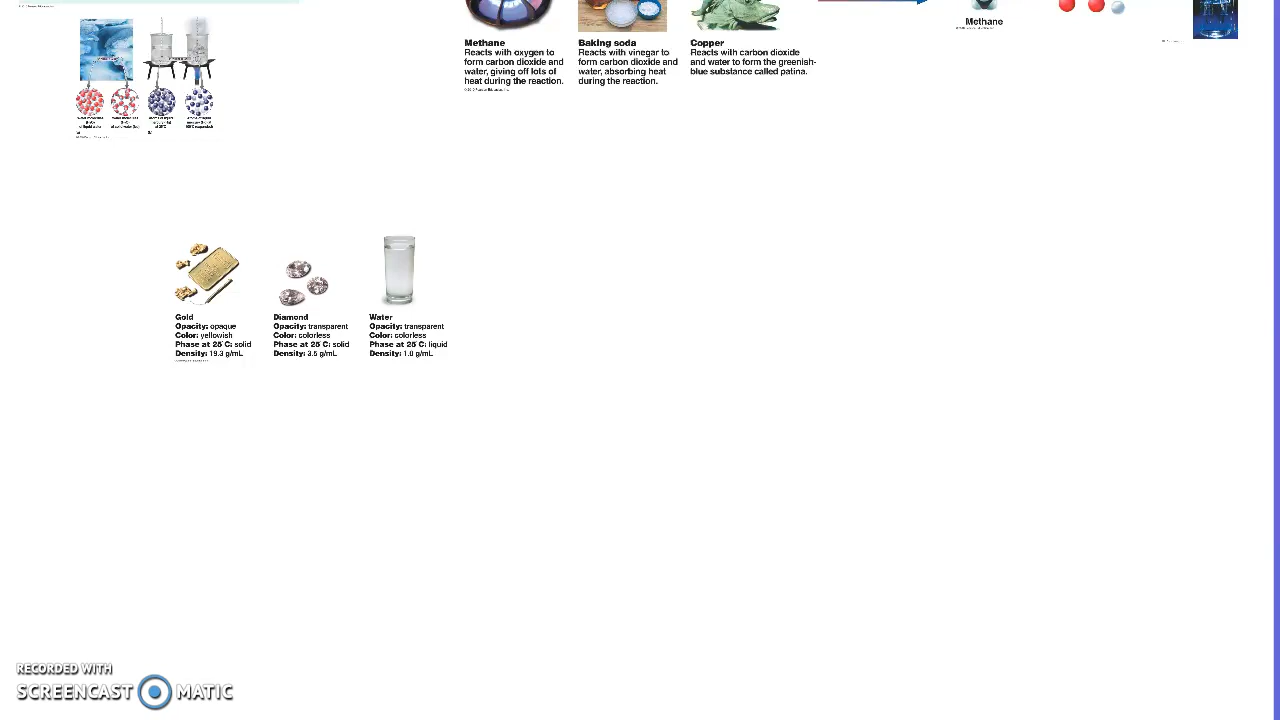 Methane
Reacts with oxygen to
form carbon dioxide and
water, giving off lots of
heat during the reaction.
Baking soda
Reacts with vinegar to
form carbon dioxide and
water, absorbing heat
during the reaction.
Copper
Reacts with carbon dioxide
and water to form the greenish-
blue substance called patina.
Methane
Gold
Opacity: opaque
Color: yellowish
Phase at 25°C: solid
Density: 19.3 g/mL
Diamond
Opacity: transparent
Color: colorless
Phase at 25°C: solid
Density: 3.5 g/mL
Water
Opacity: transparent
Color: colorless
Phase at 25°C: liquid
Density: 1.0 g/mL
RECORDED WITH
SCREENCAST MATIC